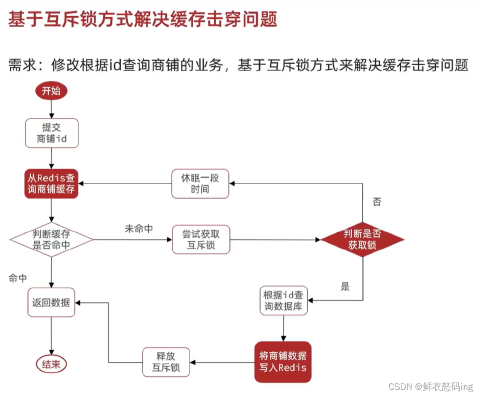 基于互斥锁方式解决缓存击穿问题
需求：修改根据id查询商铺的业务，基于互斥锁方式来解决缓存击穿问题
开始
提交
商铺id
从Redis查
询商铺缓存
休眠一段
时间
否
判断缓存
是否命中
未命中
尝试获取
互斥锁
判断是否
获取锁
命中
是
返回数据
根据id查
询数据库
结束
释放
互斥锁
将商铺数据
写入Redis
CSDN @鲜衣怒码ing